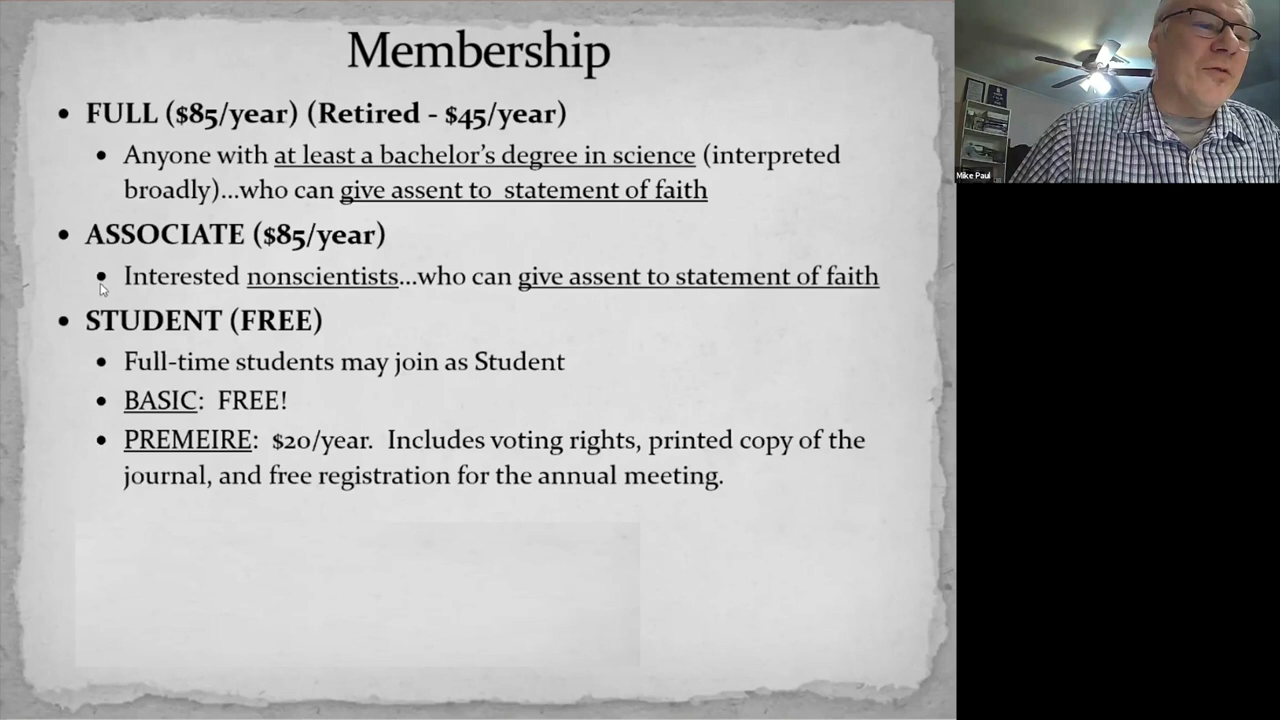 Membership
• FULL ($85/year) (Retired - $45/year)
• Anyone with at least a bachelor's degree in science (interpreted
broadly)...who can give assent to statement of faith
• ASSOCIATE ($85/year)
• Interested nonscientists...who can give assent to statement of faith
• STUDENT (FREE)
• Full-time students may join as Student
• BASIC: FREE!
• PREMEIRE: $20/year. Includes voting rights, printed copy of the
journal, and free registration for the annual meeting.
Mike Paul